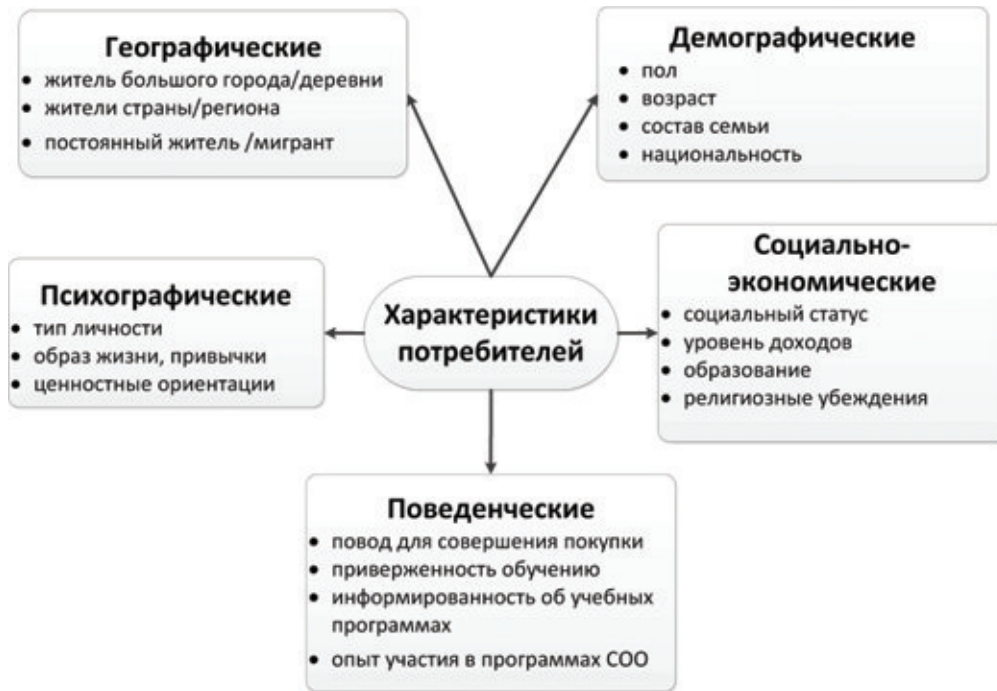 Географические
• житель большого города/деревни
• жители страны/региона
• постоянный житель /мигрант
Демографические
• пол
• возраст
• состав семьи
• национальность
Психографические
• тип личности
• образ жизни, привычки
• ценностные ориентации
Характеристики
потребителей
Социально-
экономические
• социальный статус
• уровень доходов
• образование
• религиозные убеждения
Поведенческие
• повод для совершения покупки
• приверженность обучению
• информированность об учебных
программах
• опыт участия в программах СОО